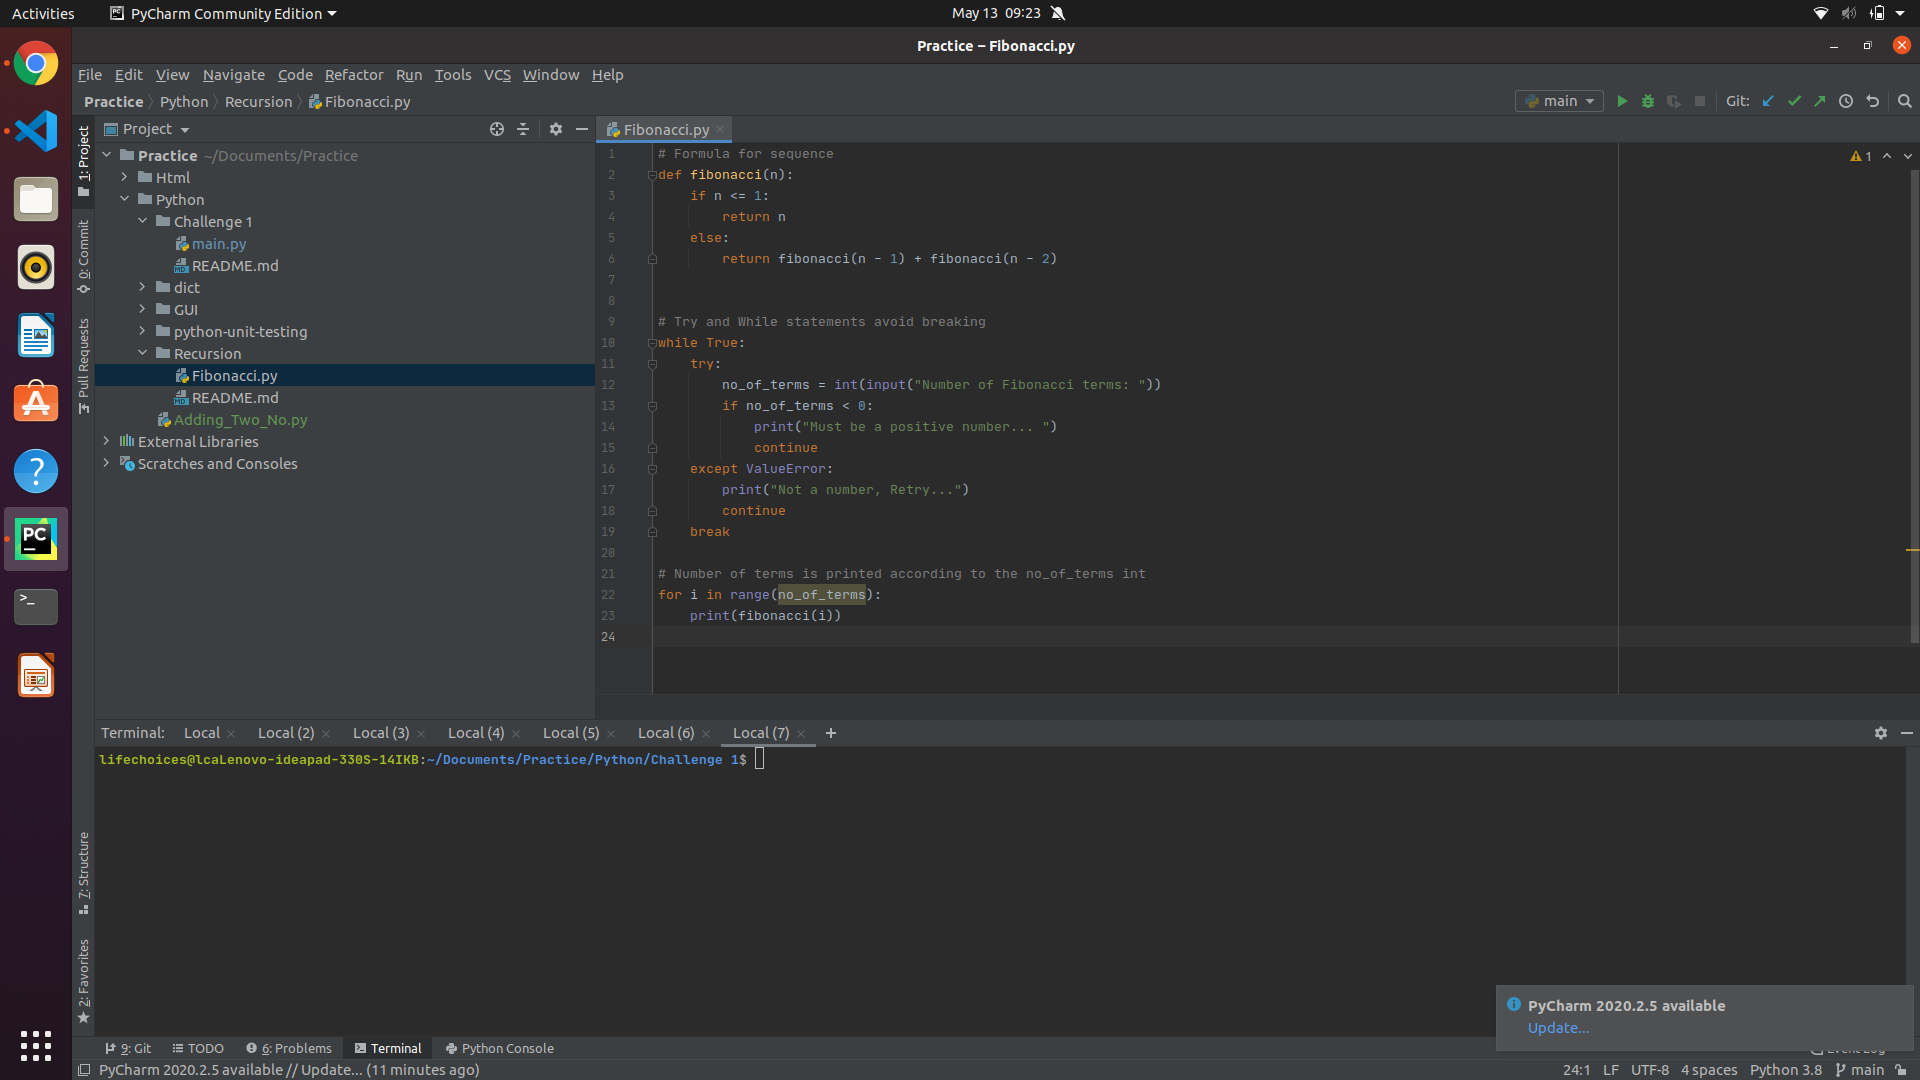 Activities
PyCharm Community Edition
May 13 09:23
Practice – Fibonacci.py
File Edit View Navigate Code Refactor Run Tools VCS Window Help
Practice Python Recursion Fibonacci.py
main
Git:
1: Project
0: Commit
Pull Requests
7: Structure
2: Favorites
Project
Practice ~/Documents/Practice
Html
Python
Challenge 1
main.py
README.md
dict
GUI
python-unit-testing
Recursion
Fibonacci.py
README.md
Adding_Two_No.py
External Libraries
Scratches and Consoles
Fibonacci.py
1
1 # Formula for sequence
2 def fibonacci(n):
3 if n <= 1:
4 return n
5 else:
6 return fibonacci(n - 1) + fibonacci(n - 2)
7
8
9 # Try and While statements avoid breaking
10 while True:
11 try:
12 no_of_terms = int(input("Number of Fibonacci terms: "))
13 if no_of_terms < 0:
14 print("Must be a positive number... ")
15 continue
16 except ValueError:
17 print("Not a number, Retry...")
18 continue
19 break
20
21 # Number of terms is printed according to the no_of_terms int
22 for i in range(no_of_terms):
23 print(fibonacci(i))
24
Terminal: Local Local (2) Local (3) Local (4) Local (5) Local (6) Local (7)
lifechoices@lcaLenovo-ideapad-330S-14IKB:~/Documents/Practice/Python/Challenge 1$
PyCharm 2020.2.5 available
Update...
9: Git TODO 6: Problems Terminal Python Console Event Log
PyCharm 2020.2.5 available // Update... (11 minutes ago)
24:1 LF UTF-8 4 spaces Python 3.8 main
PC
MD
MD